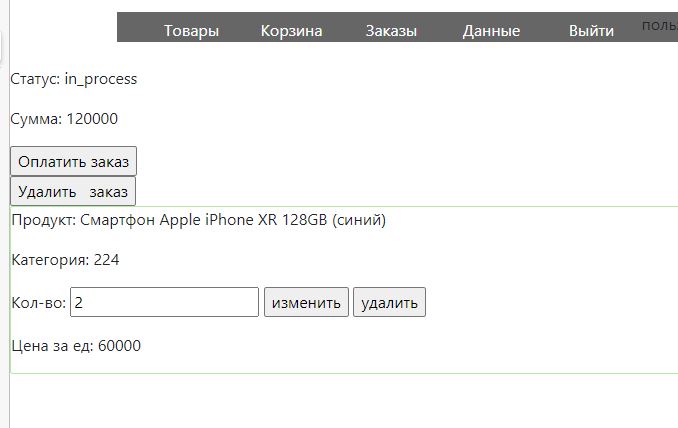 Товары Корзина Заказы Данные Выйти
Статус: in_process
Сумма: 120000
Оплатить заказ
Удалить заказ
Продукт: Смартфон Apple iPhone XR 128GB (синий)
Категория: 224
Кол-во: 2 изменить удалить
Цена за ед: 60000